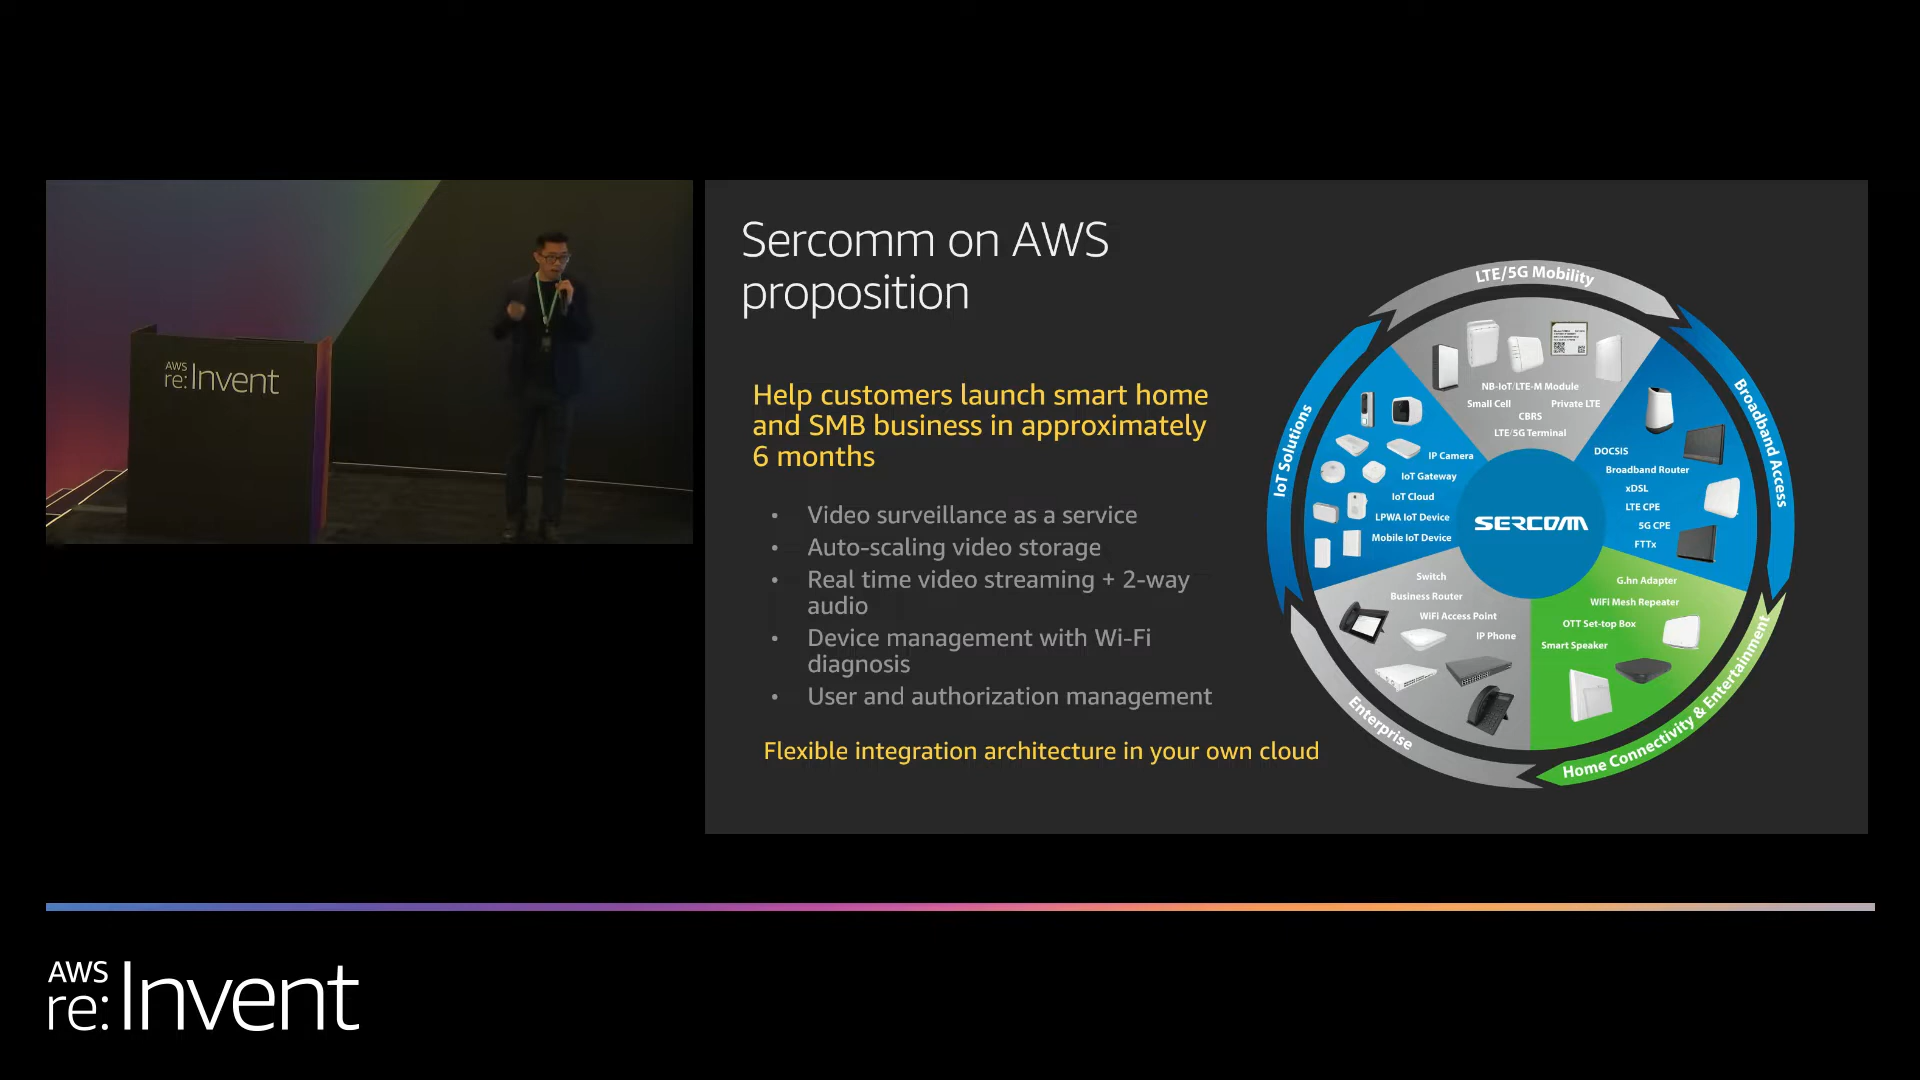 AWS
re:Invent
Sercomm on AWS
proposition
Help customers launch smart home
and SMB business in approximately
6 months
• Video surveillance as a service
• Auto-scaling video storage
• Real time video streaming + 2-way
audio
• Device management with Wi-Fi
diagnosis
• User and authorization management
Flexible integration architecture in your own cloud
LTE/5G Mobility
NB-IoT/LTE-M Module
Small Cell
Private LTE
CBRS
LTE/5G Terminal
Broadband Access
DOCSIS
Broadband Router
xDSL
LTE CPE
5G CPE
FTTx
Home Connectivity & Entertainment
G.hn Adapter
WiFi Mesh Repeater
OTT Set-top Box
Smart Speaker
Enterprise
Switch
Business Router
WiFi Access Point
IP Phone
IoT Solutions
IP Camera
IoT Gateway
IoT Cloud
LPWA IoT Device
Mobile IoT Device
SERCOMM
AWS
re:Invent